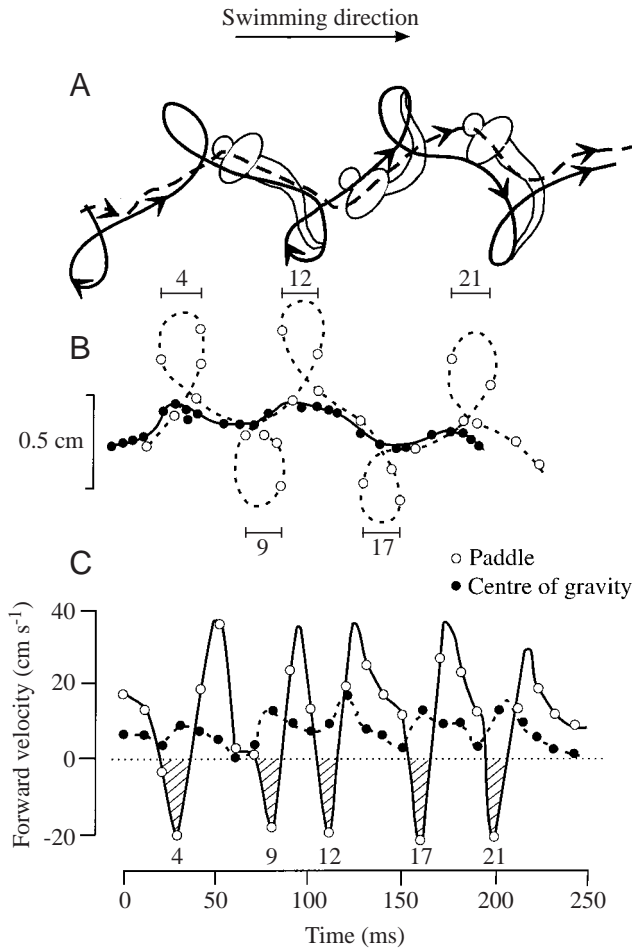 Swimming direction
A
4 12 21
B
0.5 cm
9 17
C
Paddle
Centre of gravity
Forward velocity (cm s-1)
40
20
0
-20
4 9 12 17 21
0 50 100 150 200 250
Time (ms)